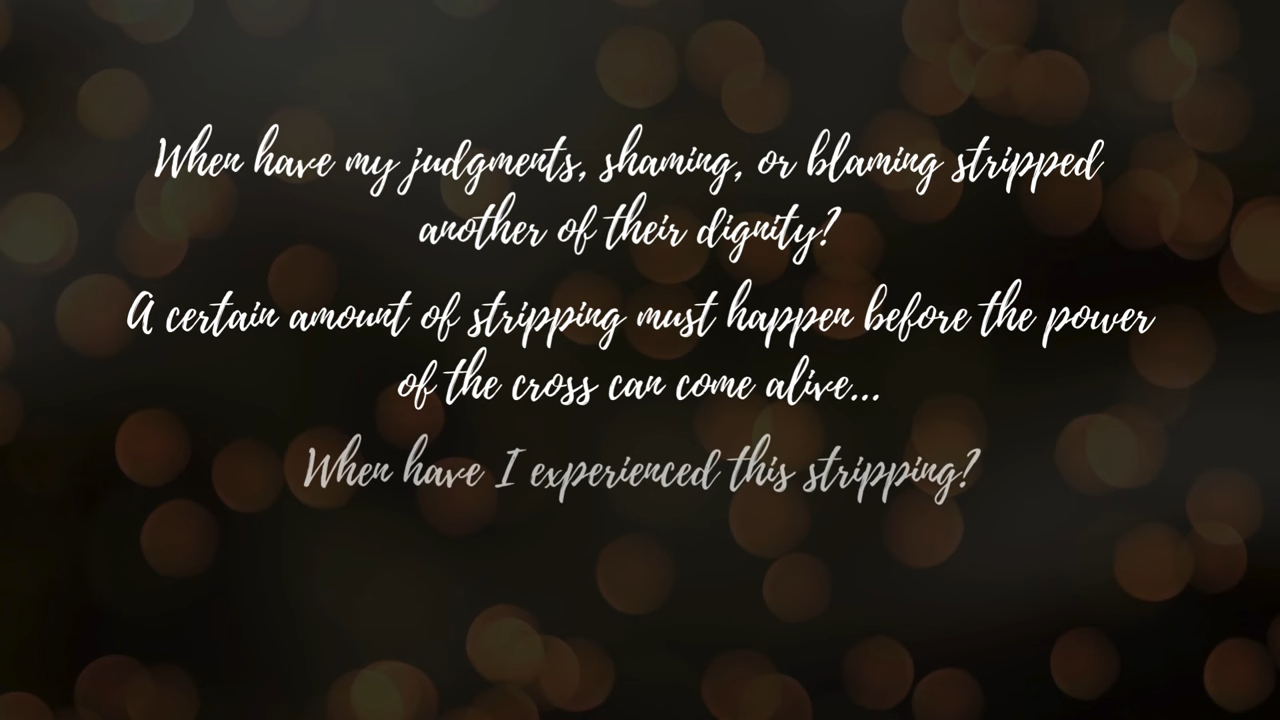 When have my judgments, shaming, or blaming stripped
another of their dignity?
A certain amount of stripping must happen before the power
of the cross can come alive...
When have I experienced this stripping?